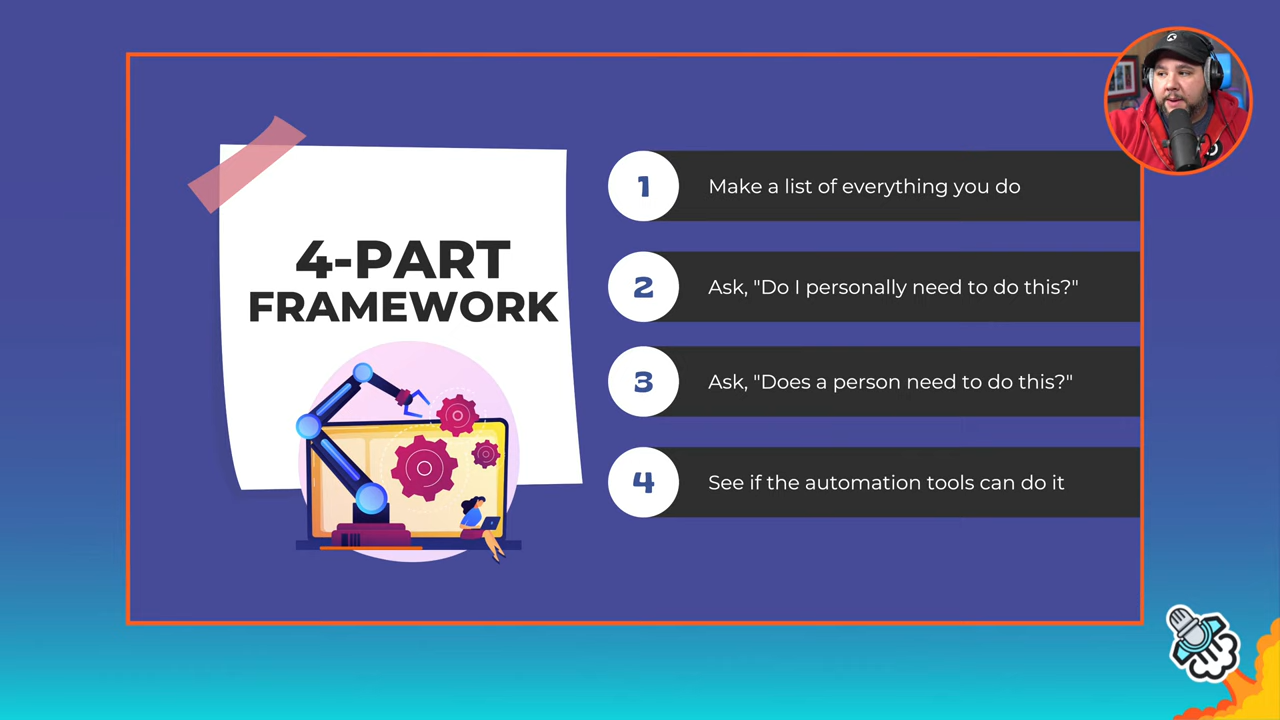 4-PART
FRAMEWORK
1
Make a list of everything you do
2
Ask, "Do I personally need to do this?"
3
Ask, "Does a person need to do this?"
4
See if the automation tools can do it